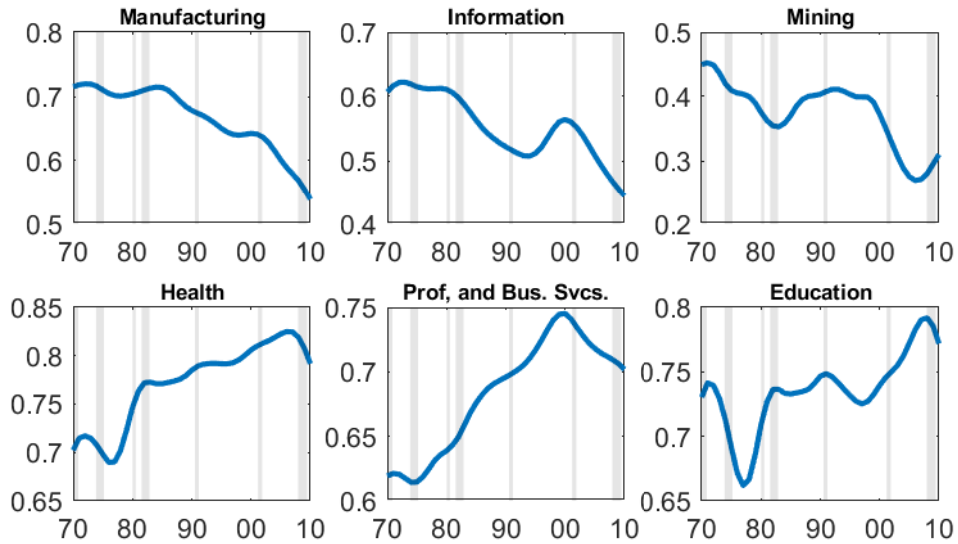 Manufacturing Information Mining
0.8 0.7 0.5
0.7 0.6 0.4
0.6 0.5 0.3
0.5 0.4 0.2
70 80 90 00 10 70 80 90 00 10 70 80 90 00 10
Health Prof, and Bus. Svcs. Education
0.85 0.75 0.8
0.8 0.7 0.75
0.75 0.65 0.7
0.7 0.6 0.65
0.65
70 80 90 00 10 70 80 90 00 10 70 80 90 00 10